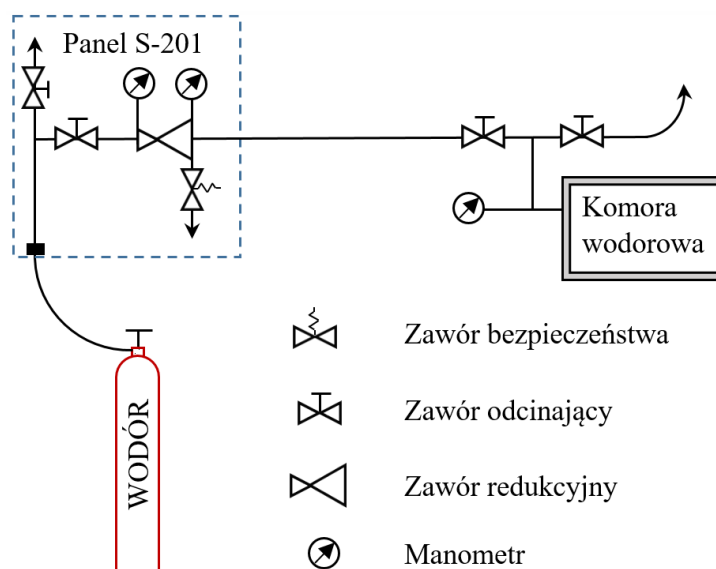 Panel S-201
Komora
wodorowa
Zawór bezpieczeństwa
WODÓR
Zawór odcinający
Zawór redukcyjny
Manometr